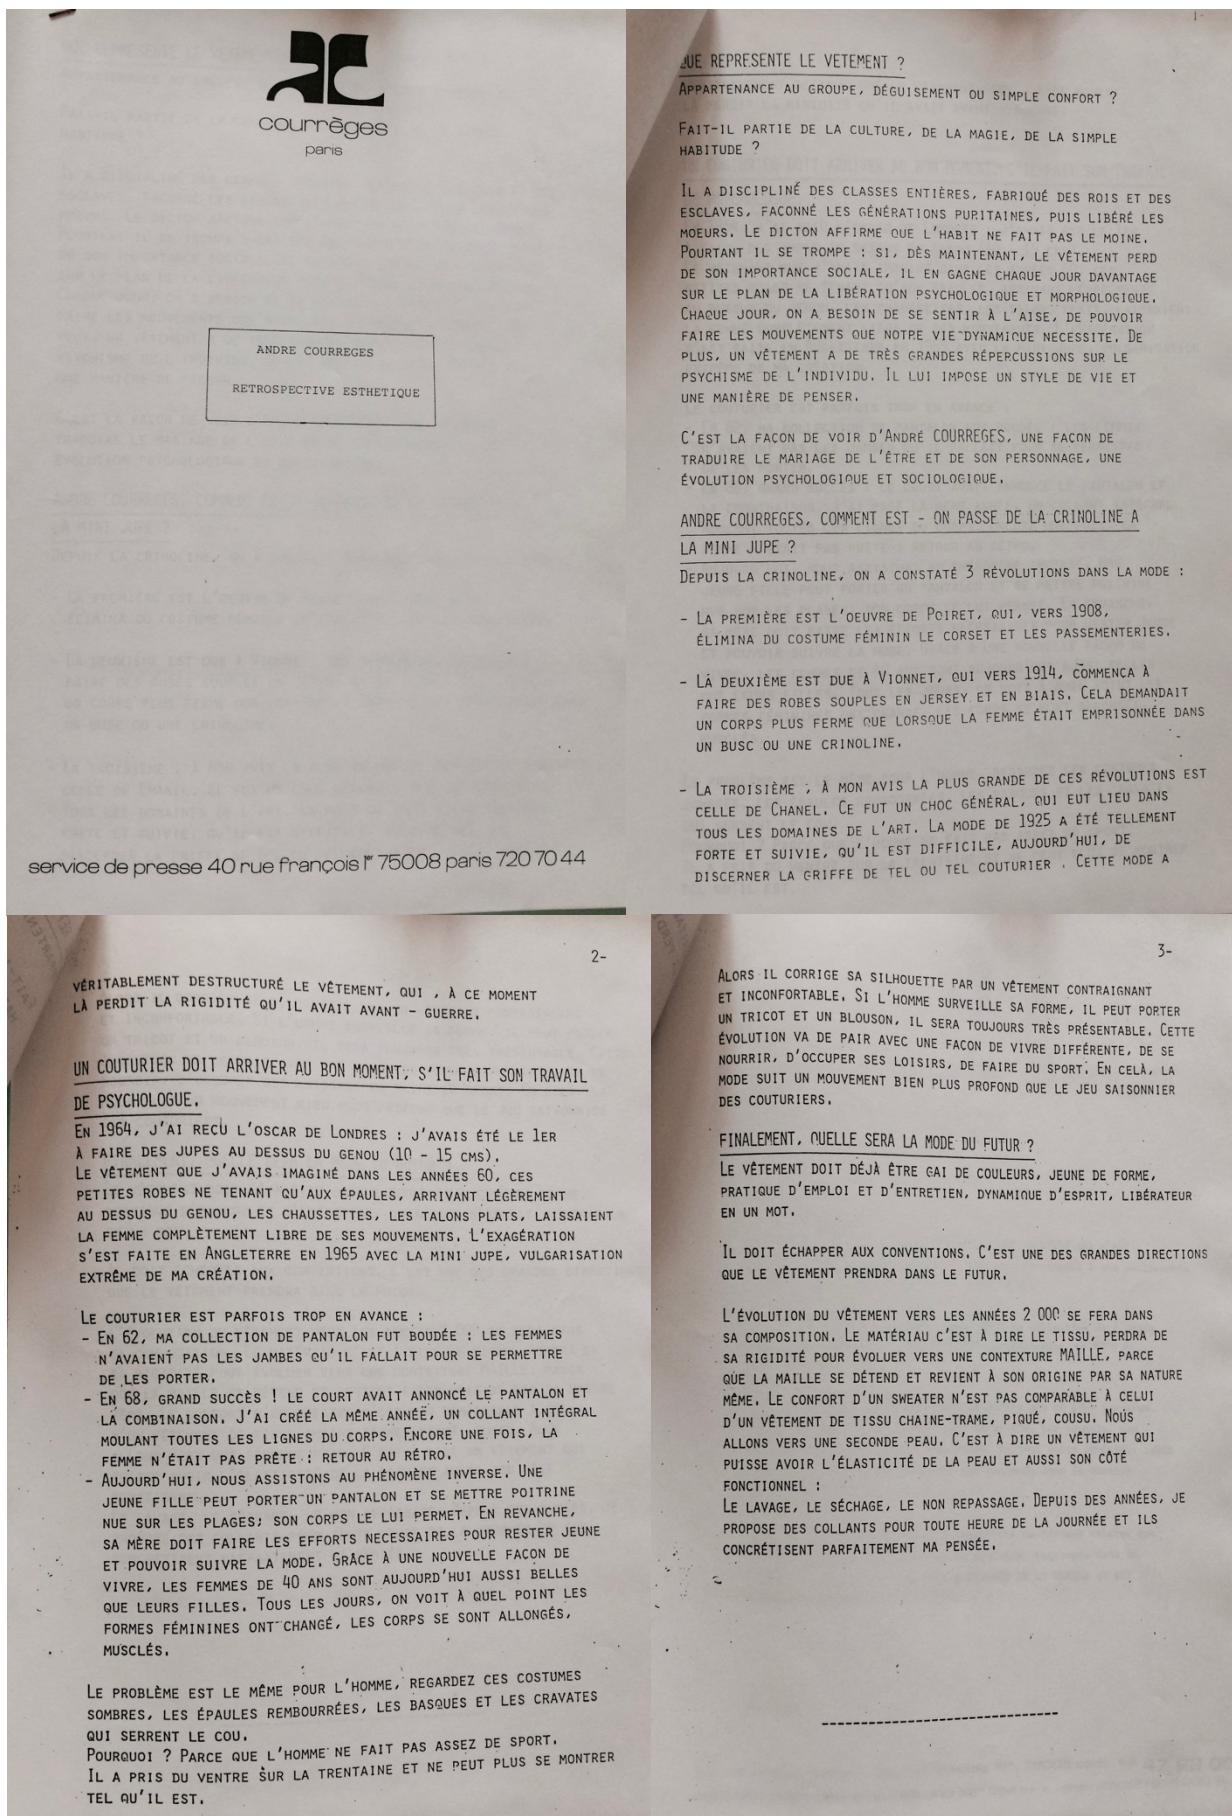 courrèges
paris
ANDRE COURREGES
RETROSPECTIVE ESTHETIQUE
service de presse 40 rue françois 1er 75008 paris 720 70 44
1-
QUE REPRESENTE LE VETEMENT ?
APPARTENANCE AU GROUPE, DÉGUISEMENT OU SIMPLE CONFORT ?
FAIT-IL PARTIE DE LA CULTURE, DE LA MAGIE, DE LA SIMPLE
HABITUDE ?
IL A DISCIPLINÉ DES CLASSES ENTIÈRES, FABRIQUÉ DES ROIS ET DES
ESCLAVES, FACONNÉ LES GÉNÉRATIONS PURITAINES, PUIS LIBÉRÉ LES
MOEURS. LE DICTON AFFIRME QUE L'HABIT NE FAIT PAS LE MOINE.
POURTANT IL SE TROMPE : SI, DÈS MAINTENANT, LE VÊTEMENT PERD
DE SON IMPORTANCE SOCIALE, IL EN GAGNE CHAQUE JOUR DAVANTAGE
SUR LE PLAN DE LA LIBÉRATION PSYCHOLOGIQUE ET MORPHOLOGIQUE.
CHAQUE JOUR, ON A BESOIN DE SE SENTIR À L'AISE, DE POUVOIR
FAIRE LES MOUVEMENTS QUE NOTRE VIE DYNAMIQUE NECESSITE. DE
PLUS, UN VÊTEMENT A DE TRÈS GRANDES RÉPERCUSSIONS SUR LE
PSYCHISME DE L'INDIVIDU. IL LUI IMPOSE UN STYLE DE VIE ET
UNE MANIÈRE DE PENSER.
C'EST LA FACON DE VOIR D'ANDRÉ COURREGES, UNE FACON DE
TRADUIRE LE MARIAGE DE L'ÊTRE ET DE SON PERSONNAGE, UNE
ÉVOLUTION PSYCHOLOGIQUE ET SOCIOLOGIQUE.
ANDRE COURREGES, COMMENT EST - ON PASSE DE LA CRINOLINE A
LA MINI JUPE ?
DEPUIS LA CRINOLINE, ON A CONSTATÉ 3 RÉVOLUTIONS DANS LA MODE :
- LA PREMIÈRE EST L'OEUVRE DE POIRET, QUI, VERS 1908,
ÉLIMINA DU COSTUME FÉMININ LE CORSET ET LES PASSEMENTERIES.
- LA DEUXIÈME EST DUE À VIONNET, QUI VERS 1914, COMMENCA À
FAIRE DES ROBES SOUPLES EN JERSEY ET EN BIAIS. CELA DEMANDAIT
UN CORPS PLUS FERME QUE LORSQUE LA FEMME ÉTAIT EMPRISONNÉE DANS
UN BUSC OU UNE CRINOLINE.
- LA TROISIÈME , À MON AVIS LA PLUS GRANDE DE CES RÉVOLUTIONS EST
CELLE DE CHANEL. CE FUT UN CHOC GÉNÉRAL, QUI EUT LIEU DANS
TOUS LES DOMAINES DE L'ART. LA MODE DE 1925 A ÉTÉ TELLEMENT
FORTE ET SUIVIE, QU'IL EST DIFFICILE, AUJOURD'HUI, DE
DISCERNER LA GRIFFE DE TEL OU TEL COUTURIER . CETTE MODE A
2-
VÉRITABLEMENT DESTRUCTURÉ LE VÊTEMENT, QUI , À CE MOMENT
LÀ PERDIT LA RIGIDITÉ QU'IL AVAIT AVANT - GUERRE.
UN COUTURIER DOIT ARRIVER AU BON MOMENT, S'IL FAIT SON TRAVAIL
DE PSYCHOLOGUE.
EN 1964, J'AI RECU L'OSCAR DE LONDRES : J'AVAIS ÉTÉ LE 1ER
À FAIRE DES JUPES AU DESSUS DU GENOU (10 - 15 CMS).
LE VÊTEMENT QUE J'AVAIS IMAGINÉ DANS LES ANNÉES 60, CES
PETITES ROBES NE TENANT QU'AUX ÉPAULES, ARRIVANT LÉGÈREMENT
AU DESSUS DU GENOU, LES CHAUSSETTES, LES TALONS PLATS, LAISSAIENT
LA FEMME COMPLÈTEMENT LIBRE DE SES MOUVEMENTS. L'EXAGÉRATION
S'EST FAITE EN ANGLETERRE EN 1965 AVEC LA MINI JUPE, VULGARISATION
EXTRÊME DE MA CRÉATION.
LE COUTURIER EST PARFOIS TROP EN AVANCE :
- EN 62, MA COLLECTION DE PANTALON FUT BOUDÉE : LES FEMMES
N'AVAIENT PAS LES JAMBES QU'IL FALLAIT POUR SE PERMETTRE
DE LES PORTER.
- EN 68, GRAND SUCCÈS ! LE COURT AVAIT ANNONCÉ LE PANTALON ET
LA COMBINAISON. J'AI CRÉÉ LA MÊME ANNÉE, UN COLLANT INTÉGRAL
MOULANT TOUTES LES LIGNES DU CORPS. ENCORE UNE FOIS, LA
FEMME N'ÉTAIT PAS PRÊTE : RETOUR AU RÉTRO.
- AUJOURD'HUI, NOUS ASSISTONS AU PHÉNOMÈNE INVERSE. UNE
JEUNE FILLE PEUT PORTER UN PANTALON ET SE METTRE POITRINE
NUE SUR LES PLAGES; SON CORPS LE LUI PERMET. EN REVANCHE,
SA MÈRE DOIT FAIRE LES EFFORTS NECESSAIRES POUR RESTER JEUNE
ET POUVOIR SUIVRE LA MODE. GRÂCE À UNE NOUVELLE FACON DE
VIVRE, LES FEMMES DE 40 ANS SONT AUJOURD'HUI AUSSI BELLES
QUE LEURS FILLES. TOUS LES JOURS, ON VOIT À QUEL POINT LES
FORMES FÉMININES ONT CHANGÉ, LES CORPS SE SONT ALLONGÉS,
MUSCLÉS.
LE PROBLÈME EST LE MÊME POUR L'HOMME, REGARDEZ CES COSTUMES
SOMBRES, LES ÉPAULES REMBOURRÉES, LES BASQUES ET LES CRAVATES
QUI SERRENT LE COU.
POURQUOI ? PARCE QUE L'HOMME NE FAIT PAS ASSEZ DE SPORT.
IL A PRIS DU VENTRE SUR LA TRENTAINE ET NE PEUT PLUS SE MONTRER
TEL QU'IL EST.
3-
ALORS IL CORRIGE SA SILHOUETTE PAR UN VÊTEMENT CONTRAIGNANT
ET INCONFORTABLE. SI L'HOMME SURVEILLE SA FORME, IL PEUT PORTER
UN TRICOT ET UN BLOUSON, IL SERA TOUJOURS TRÈS PRÉSENTABLE. CETTE
ÉVOLUTION VA DE PAIR AVEC UNE FACON DE VIVRE DIFFÉRENTE, DE SE
NOURRIR, D'OCCUPER SES LOISIRS, DE FAIRE DU SPORT. EN CELÀ, LA
MODE SUIT UN MOUVEMENT BIEN PLUS PROFOND QUE LE JEU SAISONNIER
DES COUTURIERS.
FINALEMENT, QUELLE SERA LA MODE DU FUTUR ?
LE VÊTEMENT DOIT DÉJÀ ÊTRE GAI DE COULEURS, JEUNE DE FORME,
PRATIQUE D'EMPLOI ET D'ENTRETIEN, DYNAMIQUE D'ESPRIT, LIBÉRATEUR
EN UN MOT.
IL DOIT ÉCHAPPER AUX CONVENTIONS. C'EST UNE DES GRANDES DIRECTIONS
QUE LE VÊTEMENT PRENDRA DANS LE FUTUR.
L'ÉVOLUTION DU VÊTEMENT VERS LES ANNÉES 2 000 SE FERA DANS
SA COMPOSITION. LE MATÉRIAU C'EST À DIRE LE TISSU, PERDRA DE
SA RIGIDITÉ POUR ÉVOLUER VERS UNE CONTEXTURE MAILLE, PARCE
QUE LA MAILLE SE DÉTEND ET REVIENT À SON ORIGINE PAR SA NATURE
MÊME. LE CONFORT D'UN SWEATER N'EST PAS COMPARABLE À CELUI
D'UN VÊTEMENT DE TISSU CHAINE-TRAME, PIQUÉ, COUSU. NOUS
ALLONS VERS UNE SECONDE PEAU. C'EST À DIRE UN VÊTEMENT QUI
PUISSE AVOIR L'ÉLASTICITÉ DE LA PEAU ET AUSSI SON CÔTÉ
FONCTIONNEL :
LE LAVAGE, LE SÉCHAGE, LE NON REPASSAGE. DEPUIS DES ANNÉES, JE
PROPOSE DES COLLANTS POUR TOUTE HEURE DE LA JOURNÉE ET ILS
CONCRÉTISENT PARFAITEMENT MA PENSÉE.